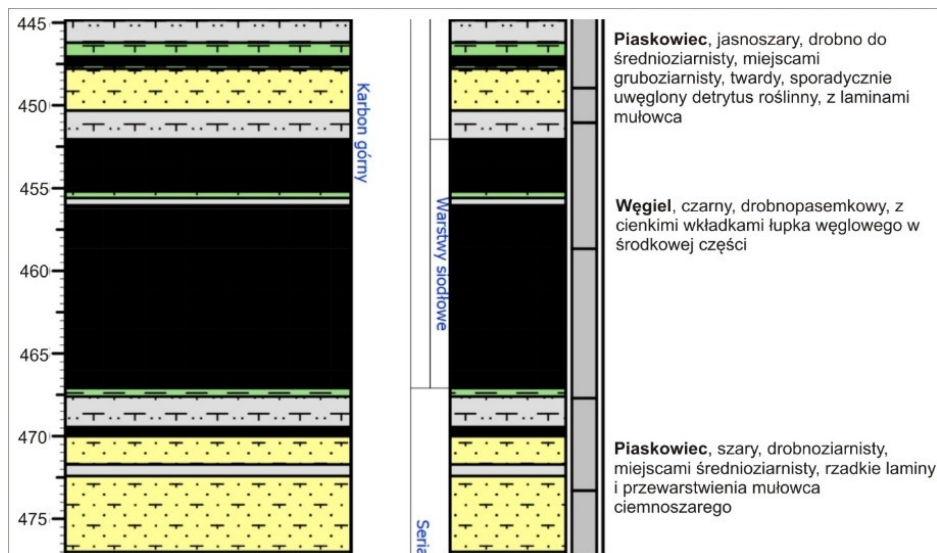 445
450
455
460
465
470
475
Karbon górny
Warstwy siodłowe
Seria
Piaskowiec, jasnoszary, drobno do
średnioziarnisty, miejscami
gruboziarnisty, twardy, sporadycznie
uwęglony detrytus roślinny, z laminami
mułowca
Węgiel, czarny, drobnopasemkowy, z
cienkimi wkładkami łupka węglowego w
środkowej części
Piaskowiec, szary, drobnoziarnisty,
miejscami średnioziarnisty, rzadkie laminy
i przewarstwienia mułowca
ciemnoszarego